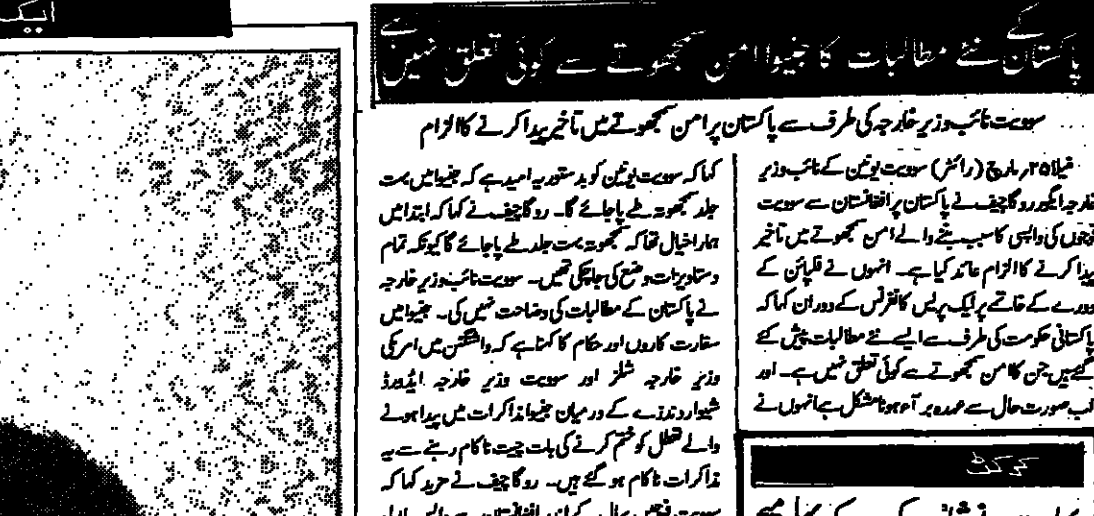 ایک
پاکستان کے نئے مطالبات کا جنیوا امن سمجھوتے سے کوئی تعلق نہیں ہے
سوویت نائب وزیر خارجہ کی طرف سے پاکستان پر امن سمجھوتے میں تاخیر پیدا کرنے کا الزام
منیلا ۲۵ مارچ (رائٹر) سوویت یونین کے نائب وزیر
خارجہ ایگور روگاچیف نے پاکستان پر افغانستان سے سوویت
فوجوں کی واپسی کا سبب بننے والے امن سمجھوتے میں تاخیر
پیدا کرنے کا الزام عائد کیا ہے۔ انہوں نے فلپائن کے
دورے کے خاتمے پر ایک پریس کانفرنس کے دوران کہا کہ
پاکستانی حکومت کی طرف سے ایسے نئے مطالبات پیش کئے
گئے ہیں جن کا امن سمجھوتے سے کوئی تعلق نہیں ہے۔ اور
اب صورت حال سے عہدہ بر آء ہونا مشکل ہے انہوں نے
کہا کہ سوویت یونین کو بدستور یہ امید ہے کہ جنیوا میں بہت
جلد سمجھوتہ طے پا جائے گا۔ روگاچیف نے کہا کہ ابتدا میں
ہمارا خیال تھا کہ سمجھوتہ بہت جلد طے پا جائے گا کیونکہ تمام
دستاویزات وضع کی جا چکی تھیں۔ سوویت نائب وزیر خارجہ
نے پاکستان کے مطالبات کی وضاحت نہیں کی۔ جنیوا میں
سفارت کاروں اور حکام کا کہنا ہے کہ واشنگٹن میں امریکی
وزیر خارجہ شلز اور سوویت وزیر خارجہ ایڈورڈ
شیوارد نادزے کے درمیان جنیوا مذاکرات میں پیدا ہونے
والے تعطل کو ختم کرنے کی بات چیت ناکام رہنے سے یہ
مذاکرات ناکام ہو گئے ہیں۔ روگاچیف نے مزید کہا کہ
کرکٹ